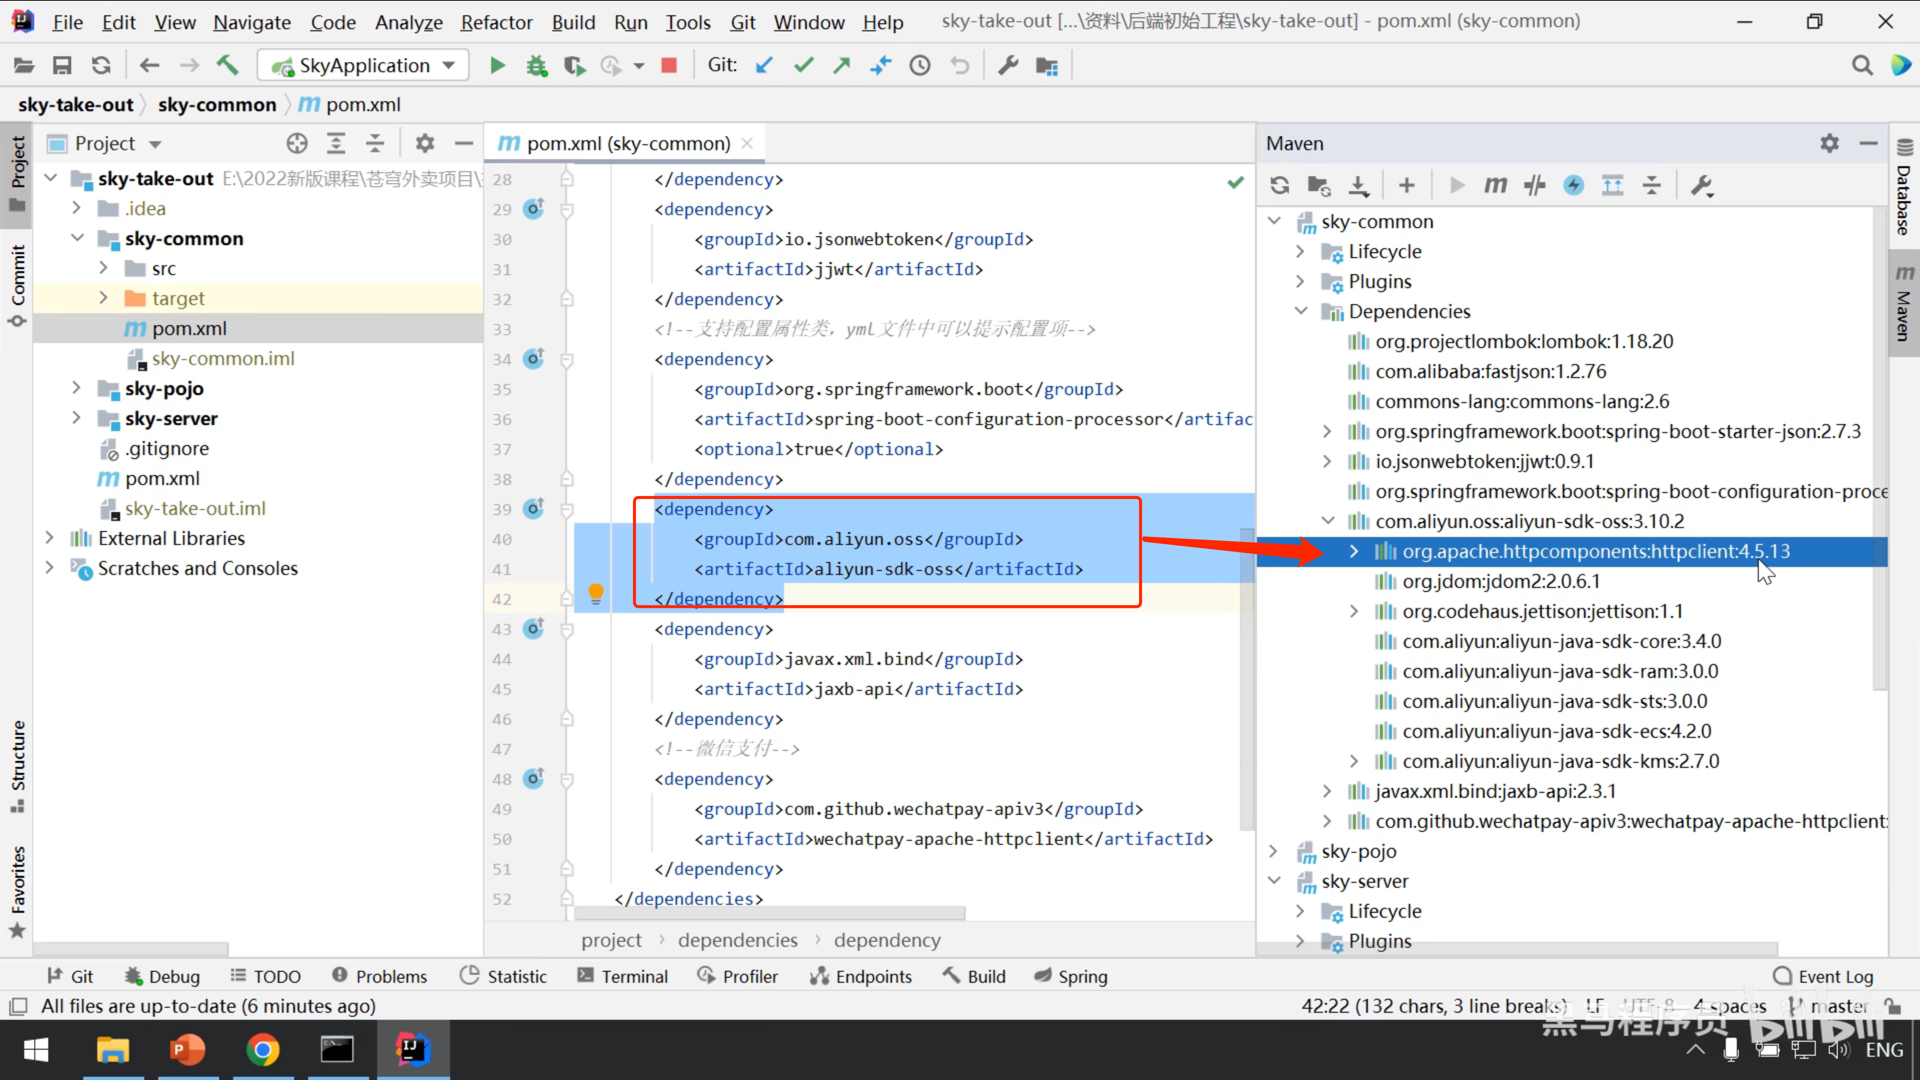 File Edit View Navigate Code Analyze Refactor Build Run Tools Git Window Help sky-take-out [...\资料\后端初始工程\sky-take-out] - pom.xml (sky-common)
SkyApplication Git:
sky-take-out sky-common pom.xml
Project
pom.xml (sky-common)
Maven
Project
Commit
Structure
Favorites
sky-take-out E:\2022新版课程\苍穹外卖项目\
.idea
sky-common
src
target
pom.xml
sky-common.iml
sky-pojo
sky-server
.gitignore
pom.xml
sky-take-out.iml
External Libraries
Scratches and Consoles
28 </dependency>
29 <dependency>
30 <groupId>io.jsonwebtoken</groupId>
31 <artifactId>jjwt</artifactId>
32 </dependency>
33 <!--支持配置属性类，yml文件中可以提示配置项-->
34 <dependency>
35 <groupId>org.springframework.boot</groupId>
36 <artifactId>spring-boot-configuration-processor</artifac
37 <optional>true</optional>
38 </dependency>
39 <dependency>
40 <groupId>com.aliyun.oss</groupId>
41 <artifactId>aliyun-sdk-oss</artifactId>
42 </dependency>
43 <dependency>
44 <groupId>javax.xml.bind</groupId>
45 <artifactId>jaxb-api</artifactId>
46 </dependency>
47 <!--微信支付-->
48 <dependency>
49 <groupId>com.github.wechatpay-apiv3</groupId>
50 <artifactId>wechatpay-apache-httpclient</artifactId>
51 </dependency>
52 </dependencies>
project dependencies dependency
sky-common
Lifecycle
Plugins
Dependencies
org.projectlombok:lombok:1.18.20
com.alibaba:fastjson:1.2.76
commons-lang:commons-lang:2.6
org.springframework.boot:spring-boot-starter-json:2.7.3
io.jsonwebtoken:jjwt:0.9.1
org.springframework.boot:spring-boot-configuration-proce
com.aliyun.oss:aliyun-sdk-oss:3.10.2
org.apache.httpcomponents:httpclient:4.5.13
org.jdom:jdom2:2.0.6.1
org.codehaus.jettison:jettison:1.1
com.aliyun:aliyun-java-sdk-core:3.4.0
com.aliyun:aliyun-java-sdk-ram:3.0.0
com.aliyun:aliyun-java-sdk-sts:3.0.0
com.aliyun:aliyun-java-sdk-ecs:4.2.0
com.aliyun:aliyun-java-sdk-kms:2.7.0
javax.xml.bind:jaxb-api:2.3.1
com.github.wechatpay-apiv3:wechatpay-apache-httpclient:
sky-pojo
sky-server
Lifecycle
Plugins
Database
Maven
Git Debug TODO Problems Statistic Terminal Profiler Endpoints Build Spring Event Log
All files are up-to-date (6 minutes ago) 42:22 (132 chars, 3 line breaks) LF UTF-8 4 spaces master
黑马程序员 bilibili
ENG